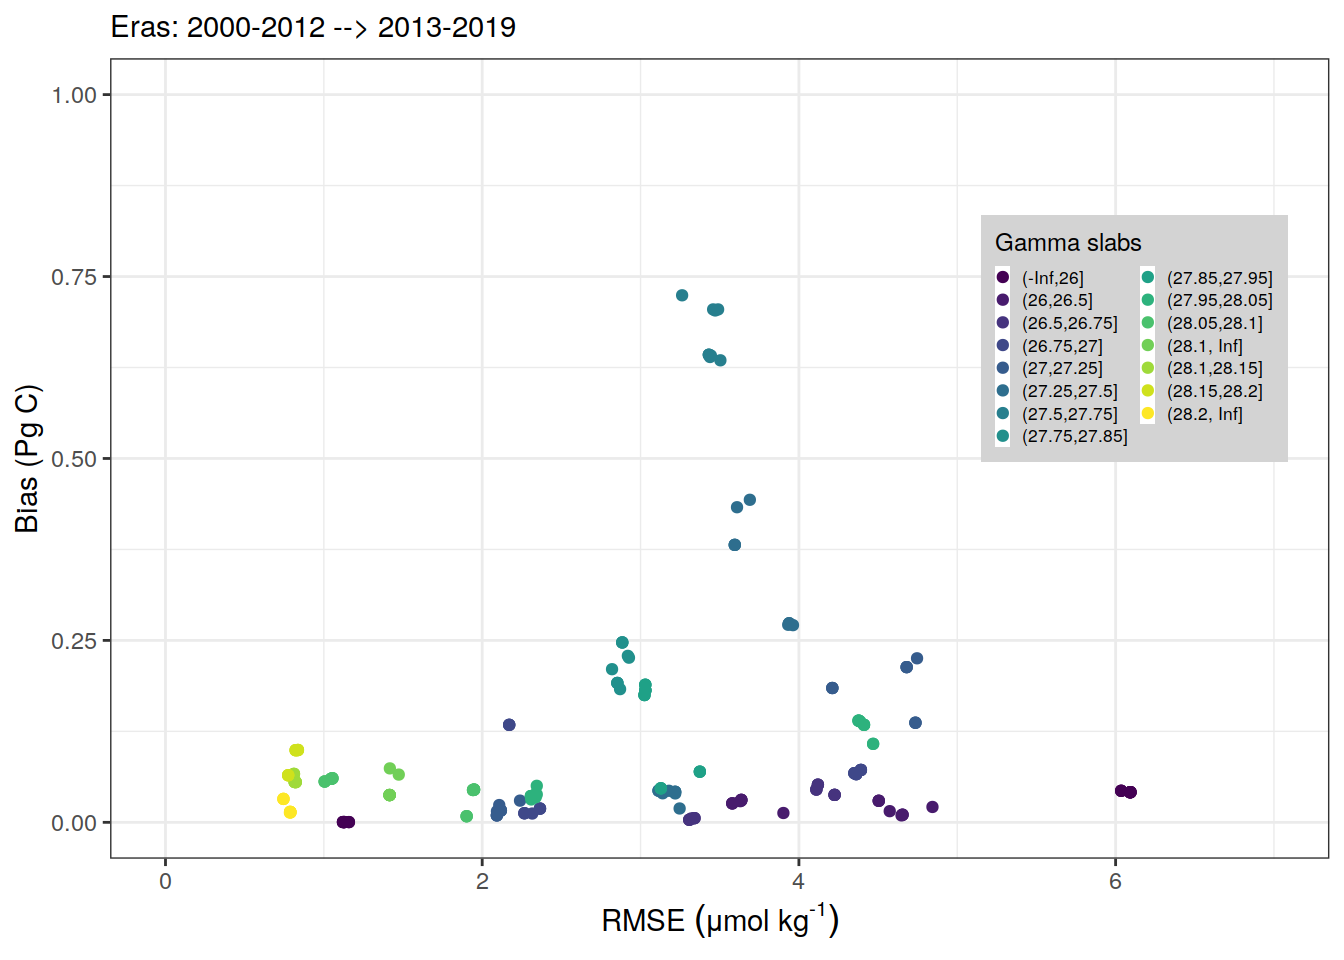 Eras: 2000-2012 --> 2013-2019
1.00
0.75
0.50
0.25
0.00
Bias (Pg C)
Gamma slabs
(-Inf,26]
(26,26.5]
(26.5,26.75]
(26.75,27]
(27,27.25]
(27.25,27.5]
(27.5,27.75]
(27.75,27.85]
(27.85,27.95]
(27.95,28.05]
(28.05,28.1]
(28.1, Inf]
(28.1,28.15]
(28.15,28.2]
(28.2, Inf]
0 2 4 6
RMSE (μmol kg⁻¹)